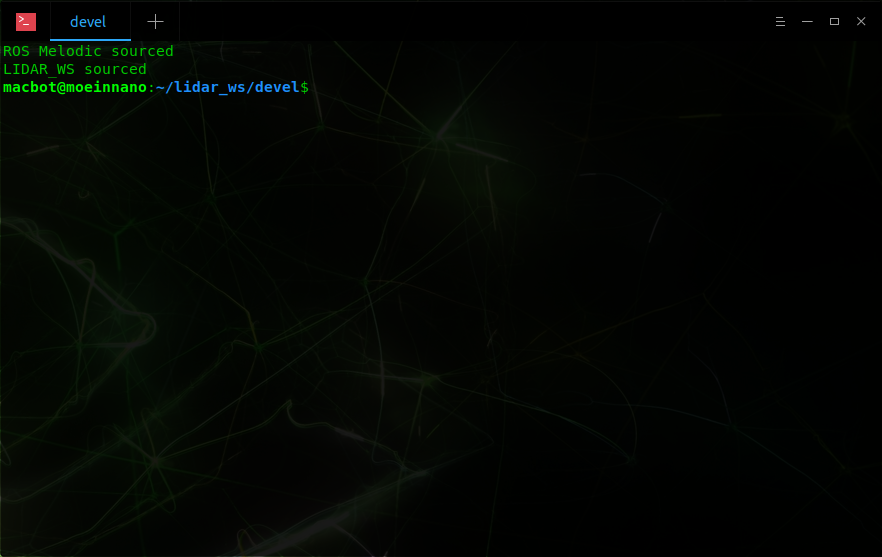 devel
ROS Melodic sourced
LIDAR_WS sourced
macbot@moeinnano:~/lidar_ws/devel$